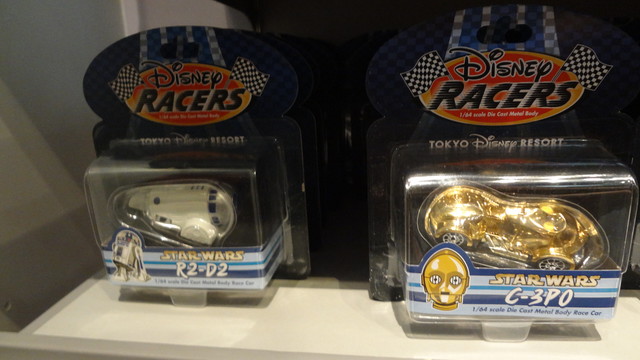 Disney
RACERS
1/64 scale Die Cast Metal Body
TOKYO Disney RESORT
STAR WARS
R2-D2
1/64 scale Die Cast Metal Body Race Car
Disney
RACERS
1/64 scale Die Cast Metal Body
TOKYO Disney RESORT
STAR WARS
C-3PO
1/64 scale Die Cast Metal Body Race Car